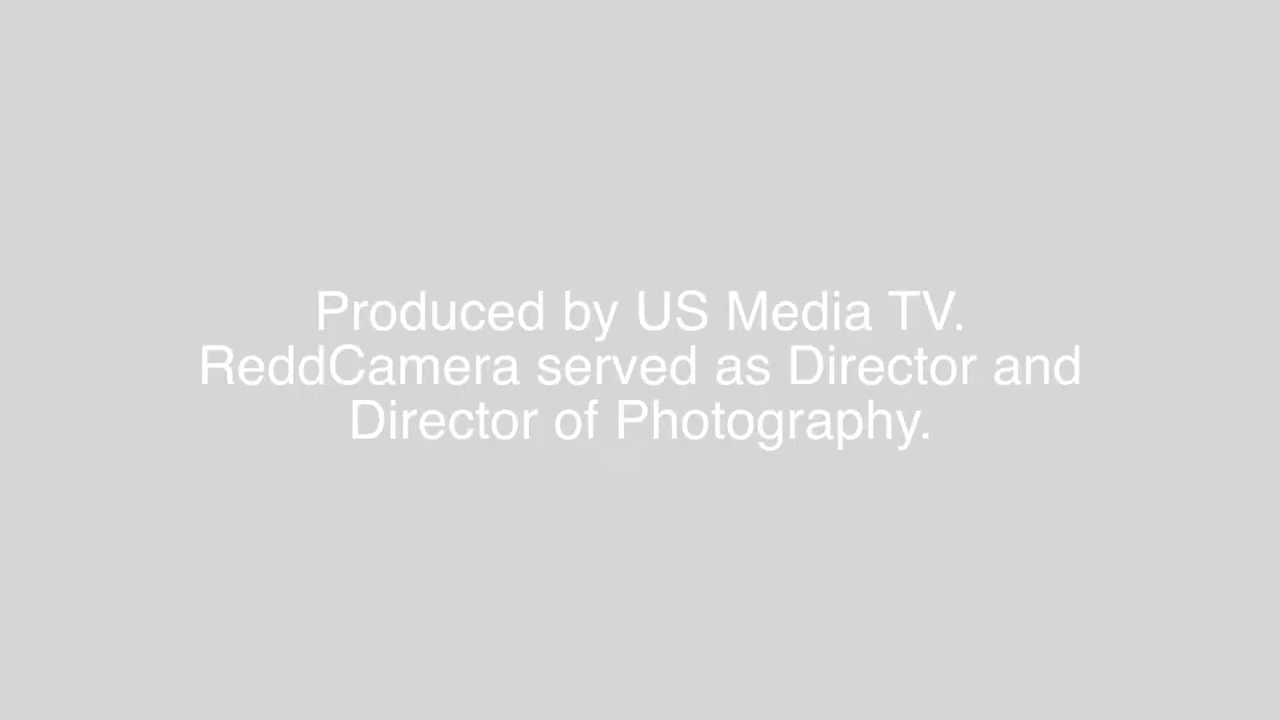 Produced by US Media TV.
ReddCamera served as Director and
Director of Photography.